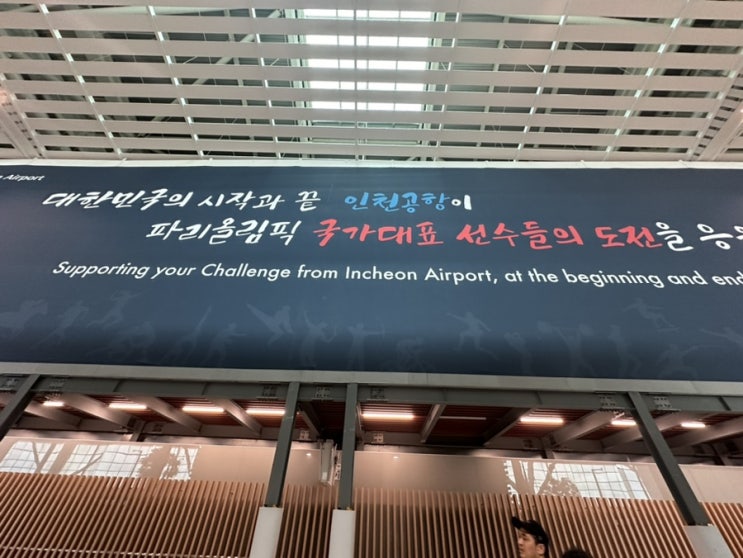 Airport
대한민국의 시작과 끝 인천공항이
파리올림픽 국가대표 선수들의 도전을 응
Supporting your Challenge from Incheon Airport, at the beginning and end